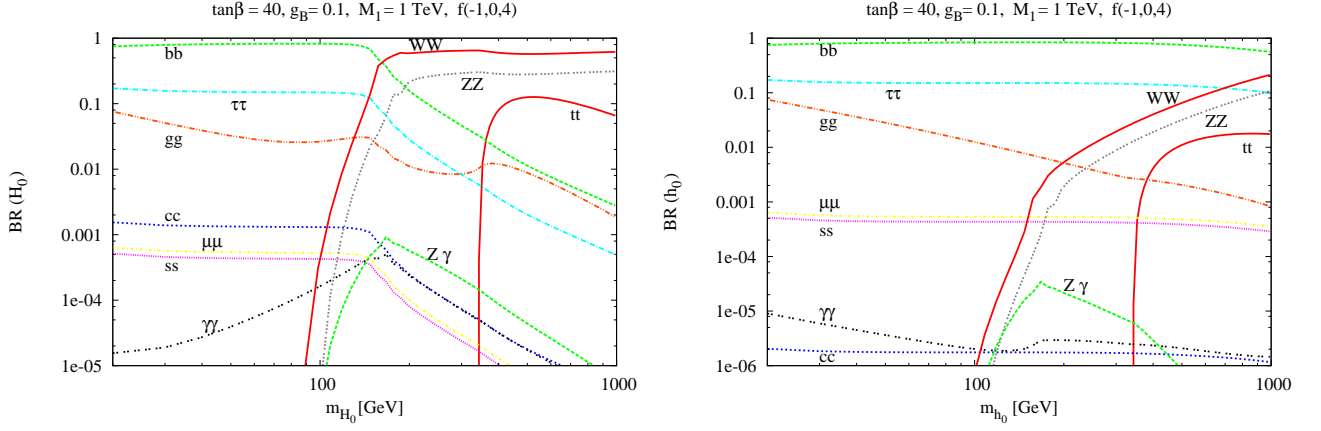 tanβ = 40, g_B = 0.1, M_1 = 1 TeV, f(-1,0,4)
BR (H_0)
1
0.1
0.01
0.001
1e-04
1e-05
bb
WW
ZZ
ττ
tt
gg
cc
μμ
ss
Z γ
γγ
100
1000
m_{H_0} [GeV]
tanβ = 40, g_B = 0.1, M_1 = 1 TeV, f(-1,0,4)
BR (h_0)
1
0.1
0.01
0.001
1e-04
1e-05
1e-06
bb
ττ
WW
gg
ZZ
tt
μμ
ss
Z γ
γγ
cc
100
1000
m_{h_0} [GeV]